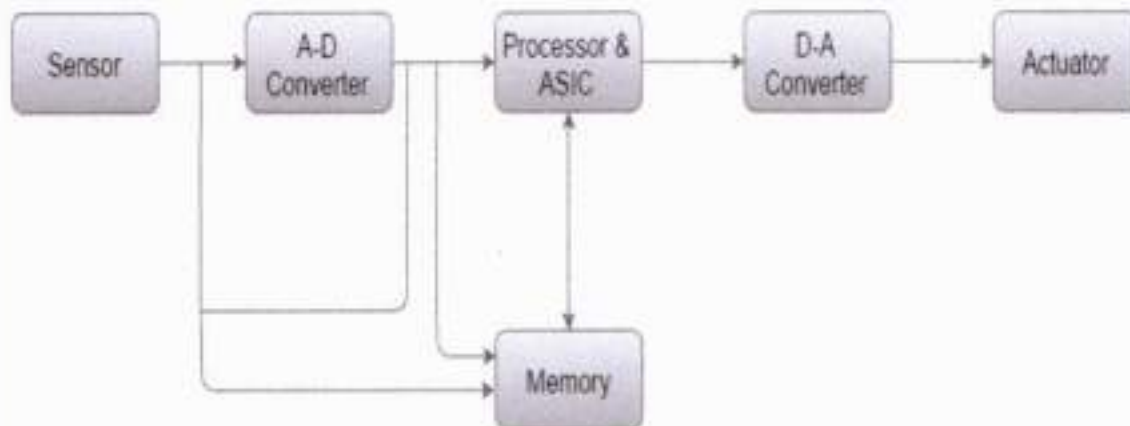 Sensor
A-D
Converter
Processor &
ASIC
D-A
Converter
Actuator
Memory